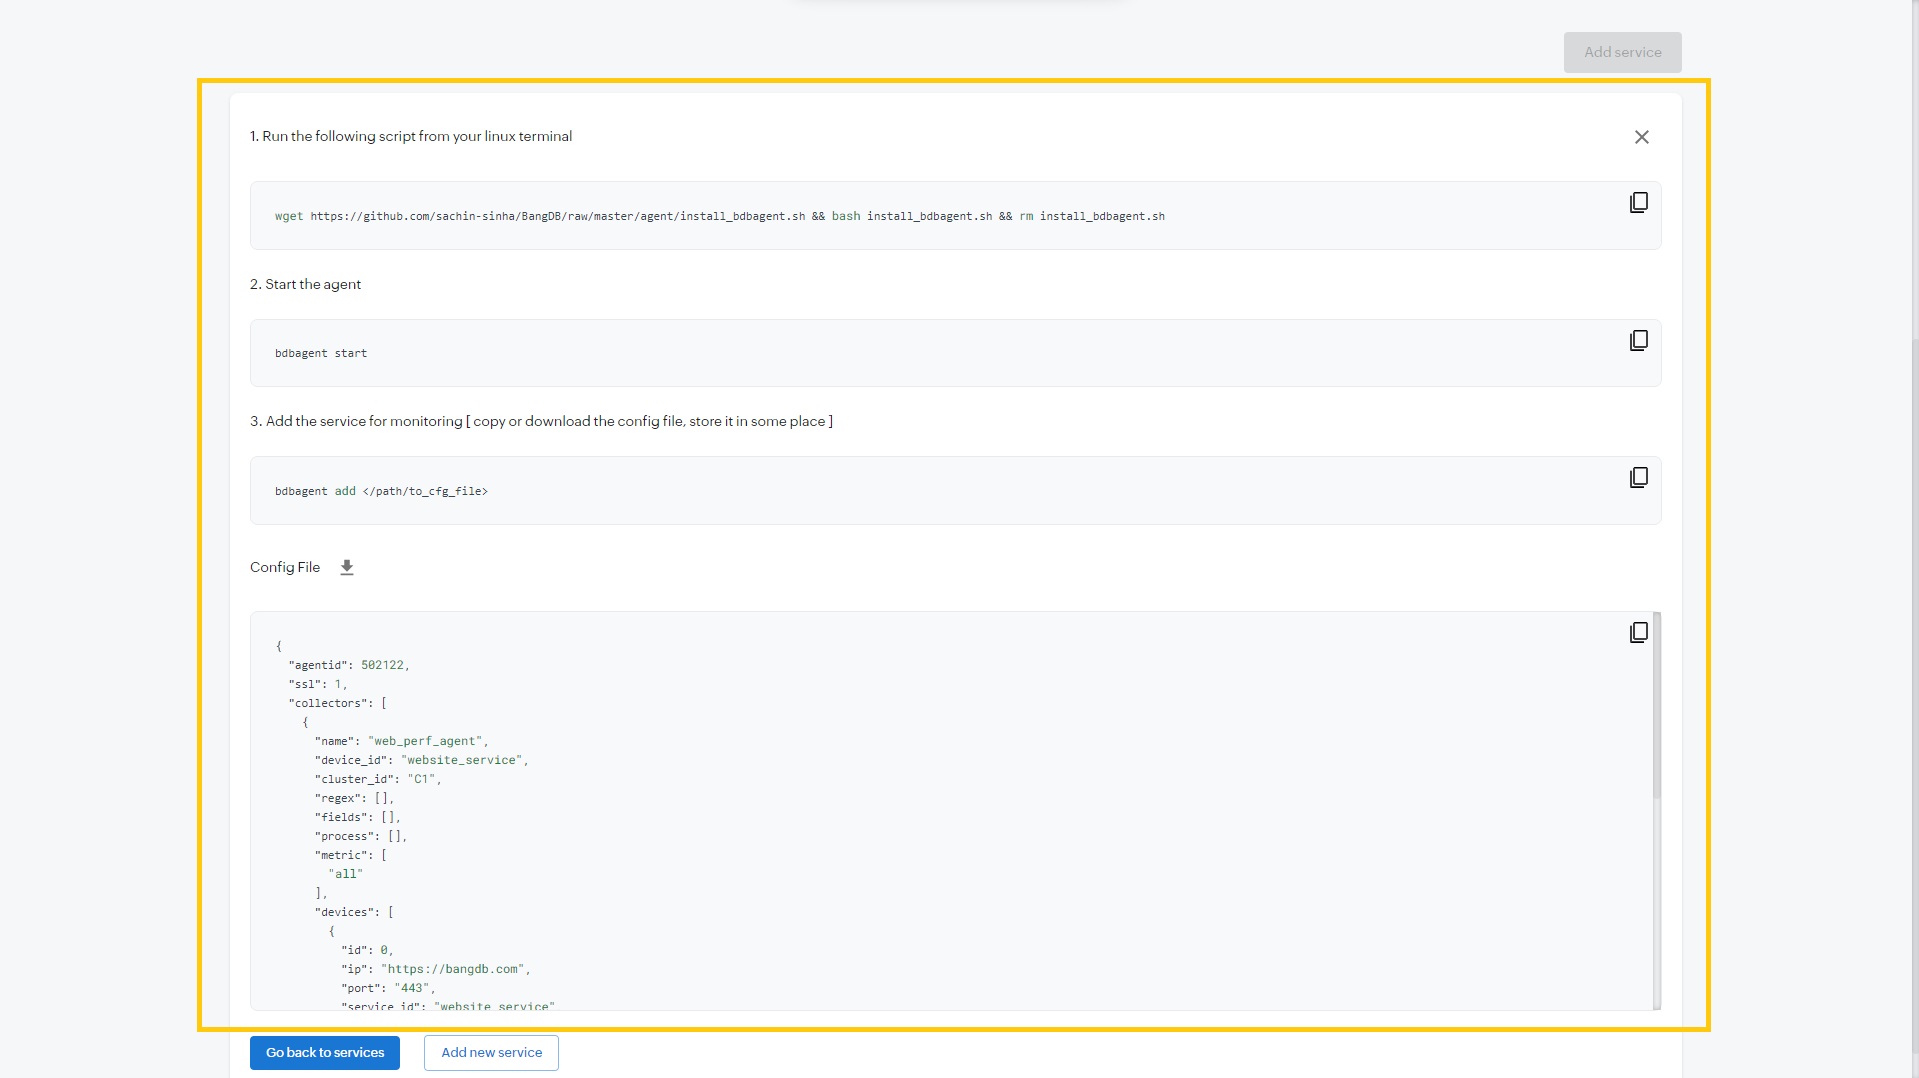 Add service
1. Run the following script from your linux terminal
wget https://github.com/sachin-sinha/BangDB/raw/master/agent/install_bdbagent.sh && bash install_bdbagent.sh && rm install_bdbagent.sh
2. Start the agent
bdbagent start
3. Add the service for monitoring [ copy or download the config file, store it in some place ]
bdbagent add </path/to_cfg_file>
Config File
{
"agentid": 502122,
"ssl": 1,
"collectors": [
{
"name": "web_perf_agent",
"device_id": "website_service",
"cluster_id": "C1",
"regex": [],
"fields": [],
"process": [],
"metric": [
"all"
],
"devices": [
{
"id": 0,
"ip": "https://bangdb.com",
"port": "443",
"service_id": "website_service"
Go back to services
Add new service